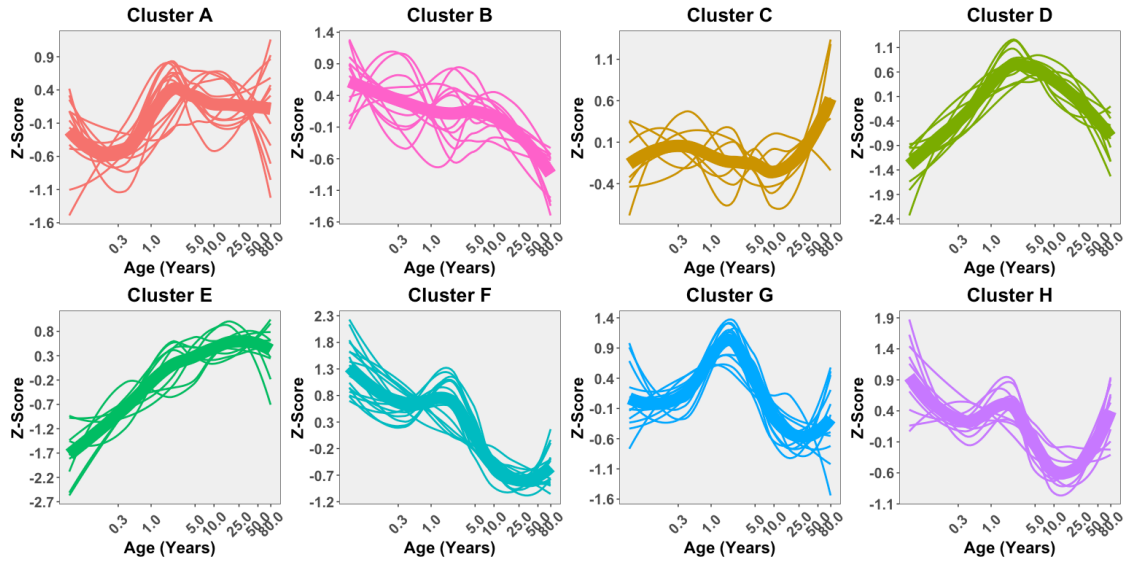 Cluster A
Z-Score
0.9
0.4
-0.1
-0.6
-1.1
-1.6
0.3 1.0 5.0 10.0 25.0 50.0 80.0
Age (Years)
Cluster B
Z-Score
1.4
0.9
0.4
-0.1
-0.6
-1.1
-1.6
0.3 1.0 5.0 10.0 25.0 50.0 80.0
Age (Years)
Cluster C
Z-Score
1.1
0.6
0.1
-0.4
0.3 1.0 5.0 10.0 25.0 50.0 80.0
Age (Years)
Cluster D
Z-Score
1.1
0.6
0.1
-0.4
-0.9
-1.4
-1.9
-2.4
0.3 1.0 5.0 10.0 25.0 50.0 80.0
Age (Years)
Cluster E
Z-Score
0.8
0.3
-0.2
-0.7
-1.2
-1.7
-2.2
-2.7
0.3 1.0 5.0 10.0 25.0 50.0 80.0
Age (Years)
Cluster F
Z-Score
2.3
1.8
1.3
0.8
0.3
-0.2
-0.7
-1.2
0.3 1.0 5.0 10.0 25.0 50.0 80.0
Age (Years)
Cluster G
Z-Score
1.4
0.9
0.4
-0.1
-0.6
-1.1
-1.6
0.3 1.0 5.0 10.0 25.0 50.0 80.0
Age (Years)
Cluster H
Z-Score
1.9
1.4
0.9
0.4
-0.1
-0.6
-1.1
0.3 1.0 5.0 10.0 25.0 50.0 80.0
Age (Years)